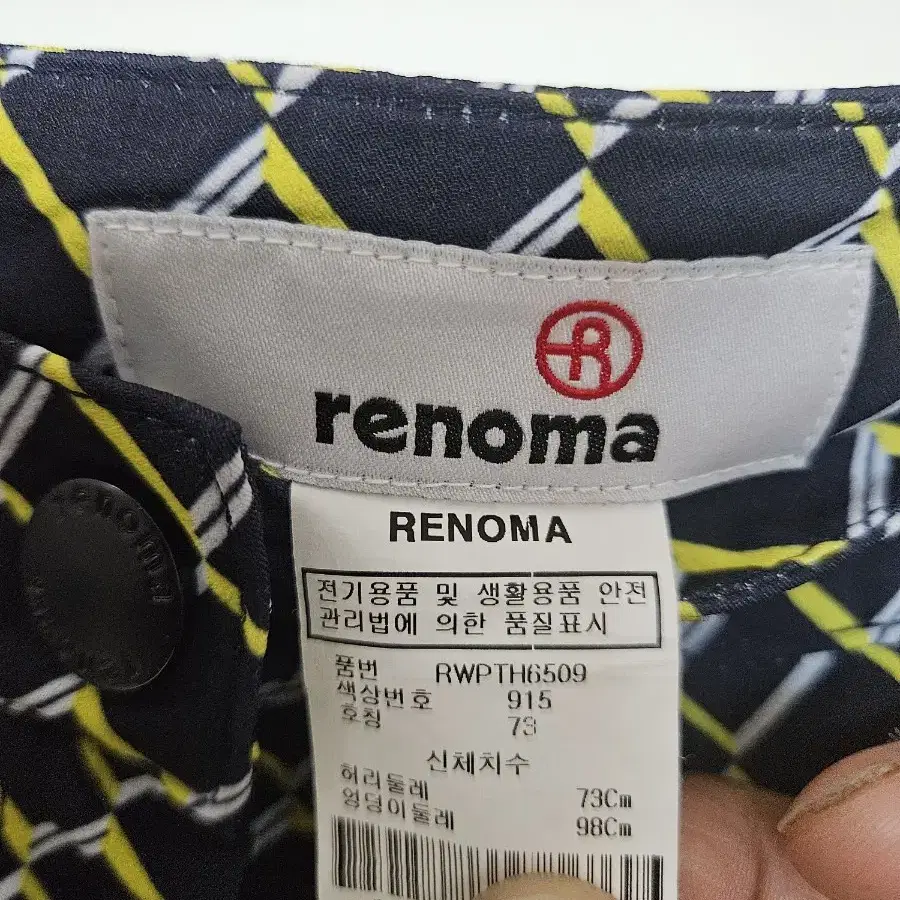 R
renoma
RENOMA
전기용품 및 생활용품 안전
관리법에 의한 품질표시
품번 RWPTH6509
색상번호 915
호칭 73
신체치수
허리둘레 73Cm
엉덩이둘레 98Cm